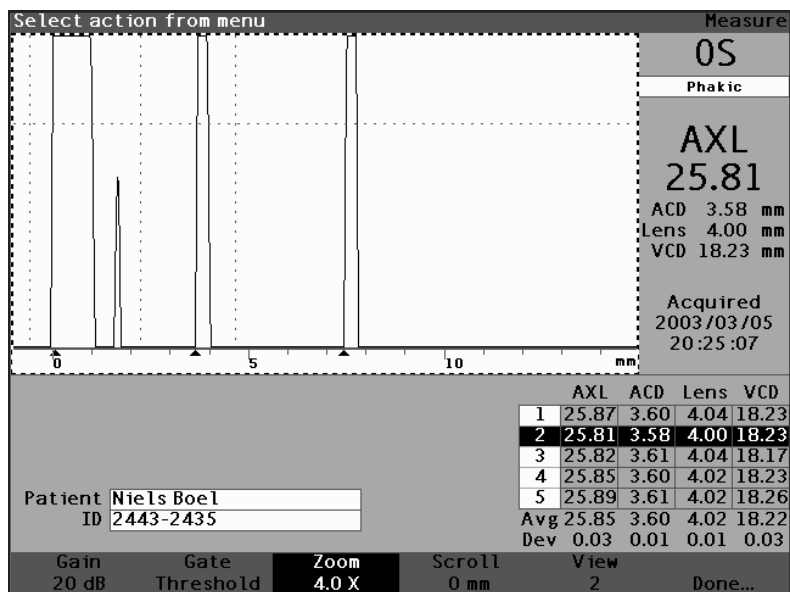 Select action from menu Measure
OS
Phakic
AXL
25.81
ACD 3.58 mm
Lens 4.00 mm
VCD 18.23 mm
Acquired
2003/03/05
20:25:07
0 5 10 mm
AXL ACD Lens VCD
1 25.87 3.60 4.04 18.23
2 25.81 3.58 4.00 18.23
3 25.82 3.61 4.04 18.17
4 25.85 3.60 4.02 18.23
5 25.89 3.61 4.02 18.26
Avg 25.85 3.60 4.02 18.22
Dev 0.03 0.01 0.01 0.03
Patient Niels Boel
ID 2443-2435
Gain Gate Zoom Scroll View
20 dB Threshold 4.0 X 0 mm 2 Done...